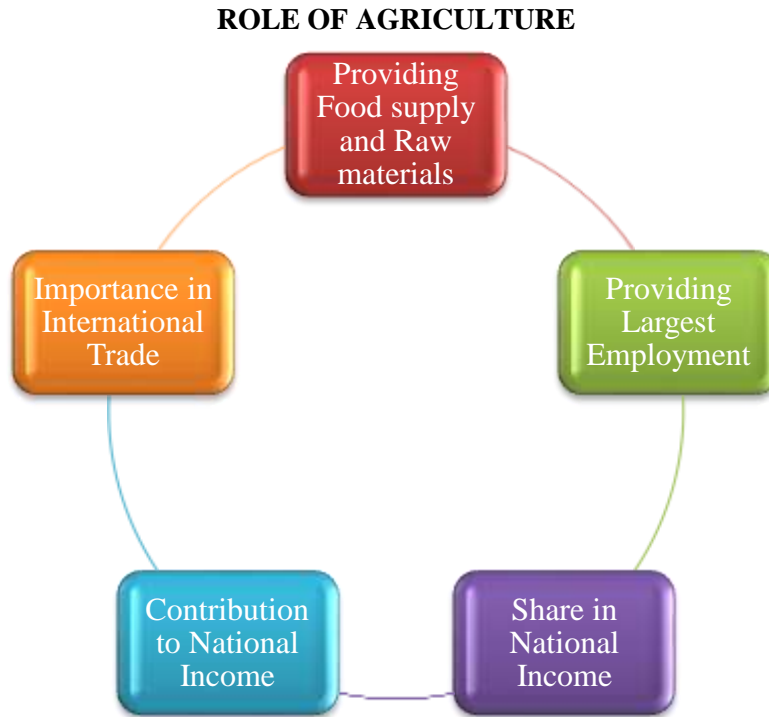 ROLE OF AGRICULTURE
Providing
Food supply
and Raw
materials
Providing
Largest
Employment
Share in
National
Income
Contribution
to National
Income
Importance in
International
Trade